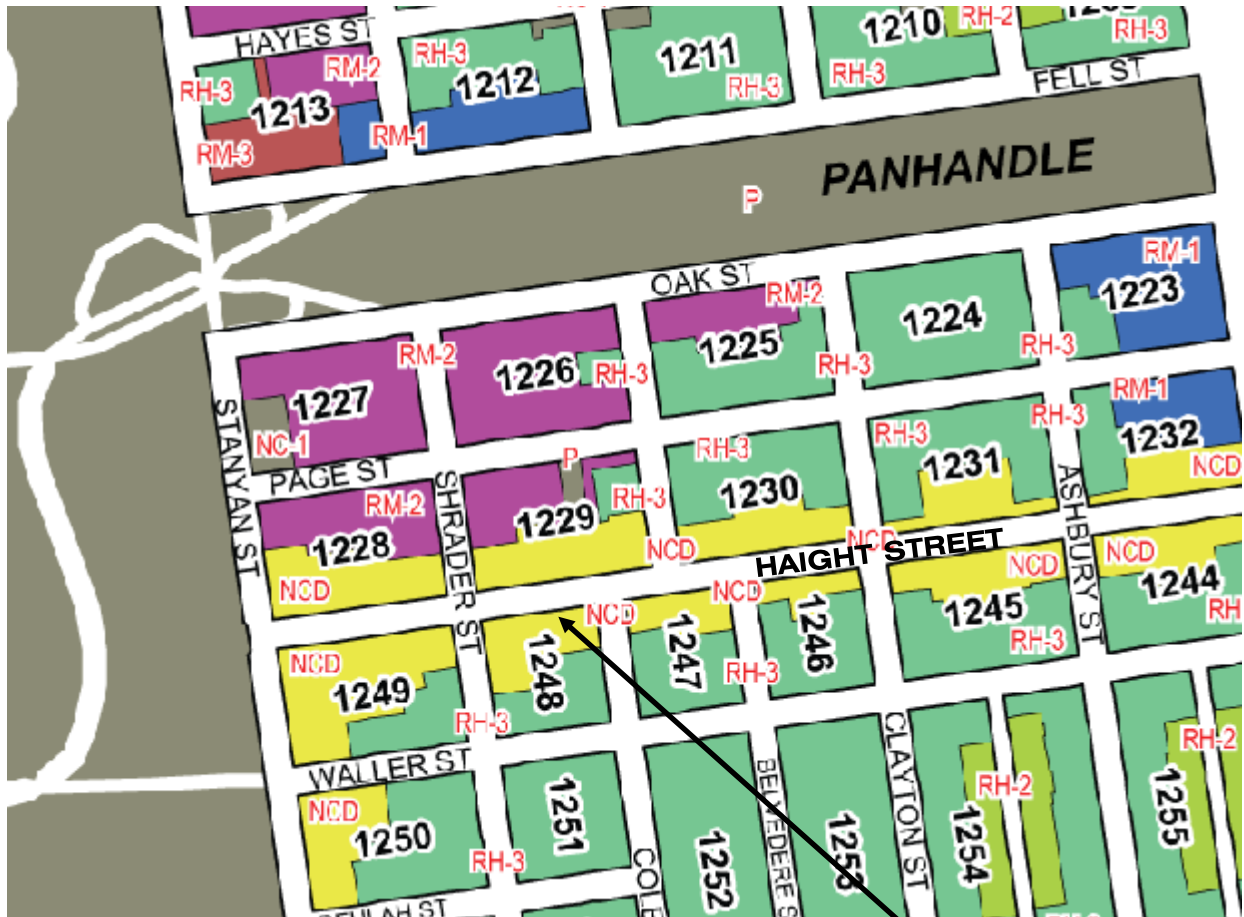 HAYES ST
RH-3
RM-2
1213
RM-3
RM-1
RH-3
1212
1211
RH-3
1210
RH-2
RH-3
RH-3
FELL ST
PANHANDLE
P
OAK ST
RM-2
1227
NC-1
RM-2
1226
RH-3
RM-2
1225
RH-3
1224
RH-3
RM-1
1223
STANYAN ST
PAGE ST
RM-2
1228
NCD
SHRADER ST
P
1229
RH-3
NCD
RH-3
1230
NCD
RH-3
1231
RH-3
RM-1
1232
NCD
ASHBURY ST
HAIGHT STREET
NCD
1249
RH-3
NCD
1248
1247
NCD
RH-3
1246
NCD
1245
RH-3
NCD
1244
RH
WALLER ST
NCD
1250
RH-3
1251
1252
BELVEDERE S
1253
CLAYTON ST
1254
RH-2
1255
RH-2
COLE